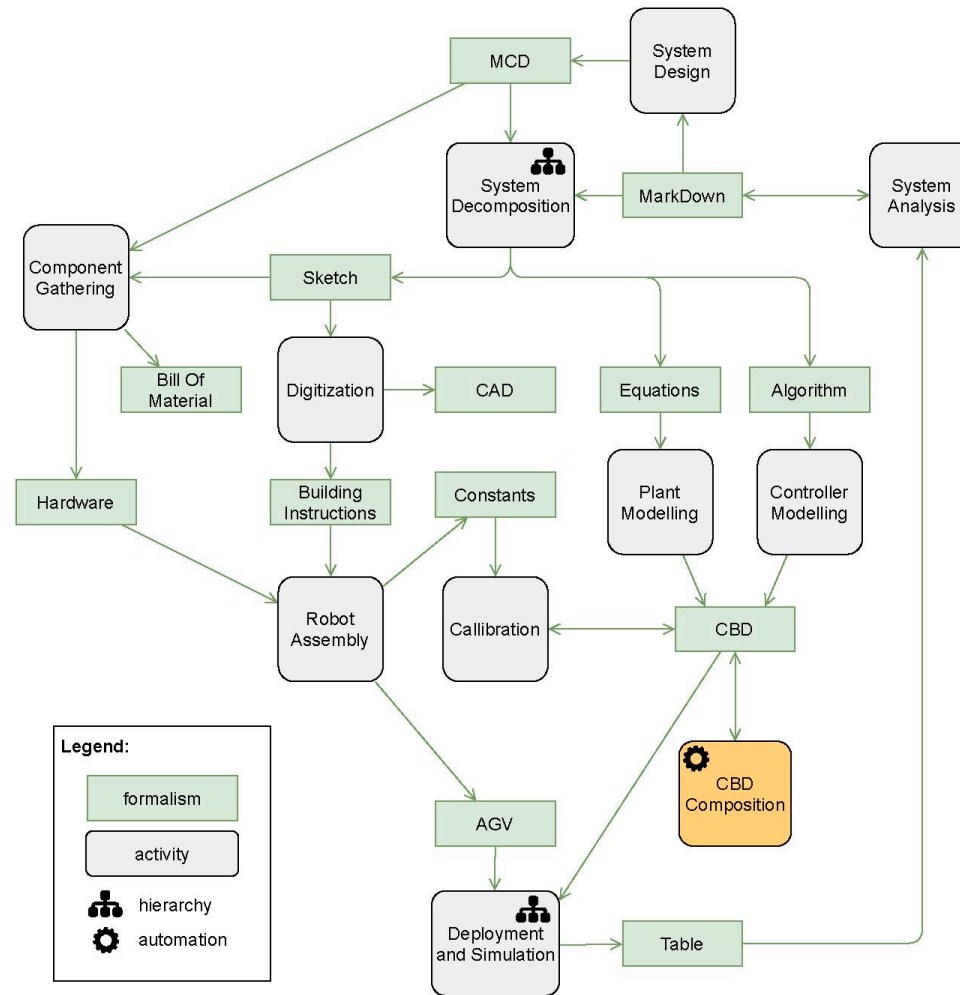 MCD
System
Design
System
Decomposition
MarkDown
System
Analysis
Component
Gathering
Sketch
Bill Of
Material
Digitization
CAD
Equations
Algorithm
Hardware
Building
Instructions
Constants
Plant
Modelling
Controller
Modelling
Robot
Assembly
Callibration
CBD
Legend:
formalism
activity
hierarchy
automation
CBD
Composition
AGV
Deployment
and Simulation
Table